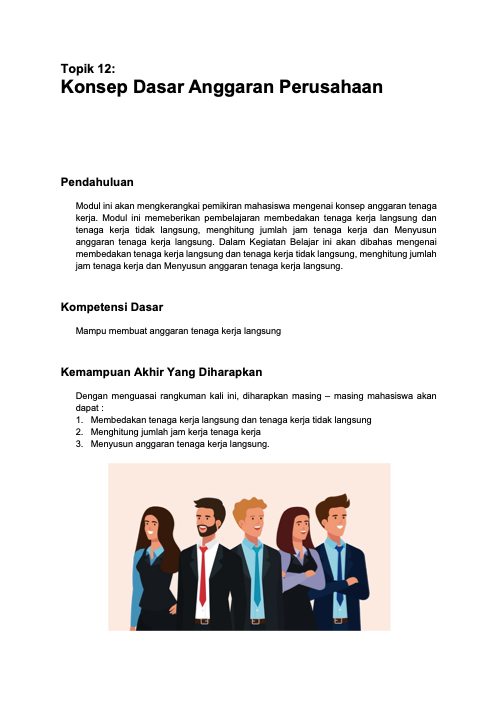 Topik 12:
Konsep Dasar Anggaran Perusahaan
Pendahuluan
Modul ini akan mengkerangkai pemikiran mahasiswa mengenai konsep anggaran tenaga
kerja. Modul ini memeberikan pembelajaran membedakan tenaga kerja langsung dan
tenaga kerja tidak langsung, menghitung jumlah jam tenaga kerja dan Menyusun
anggaran tenaga kerja langsung. Dalam Kegiatan Belajar ini akan dibahas mengenai
membedakan tenaga kerja langsung dan tenaga kerja tidak langsung, menghitung jumlah
jam tenaga kerja dan Menyusun anggaran tenaga kerja langsung.
Kompetensi Dasar
Mampu membuat anggaran tenaga kerja langsung
Kemampuan Akhir Yang Diharapkan
Dengan menguasai rangkuman kali ini, diharapkan masing – masing mahasiswa akan
dapat :
1. Membedakan tenaga kerja langsung dan tenaga kerja tidak langsung
2. Menghitung jumlah jam kerja tenaga kerja
3. Menyusun anggaran tenaga kerja langsung.